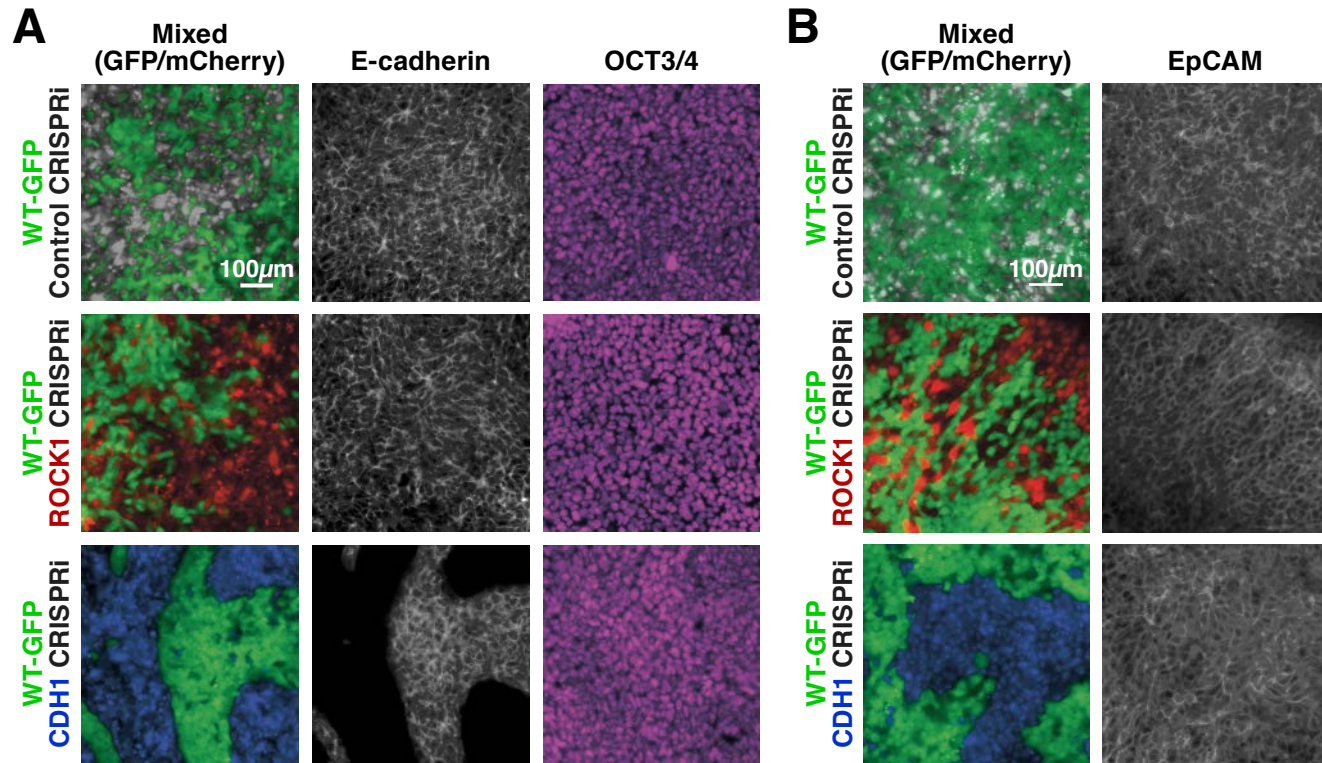 A
B
Mixed
(GFP/mCherry)
E-cadherin
OCT3/4
Mixed
(GFP/mCherry)
EpCAM
WT-GFP
Control CRISPRi
100µm
WT-GFP
Control CRISPRi
100µm
WT-GFP
ROCK1 CRISPRi
WT-GFP
ROCK1 CRISPRi
WT-GFP
CDH1 CRISPRi
WT-GFP
CDH1 CRISPRi